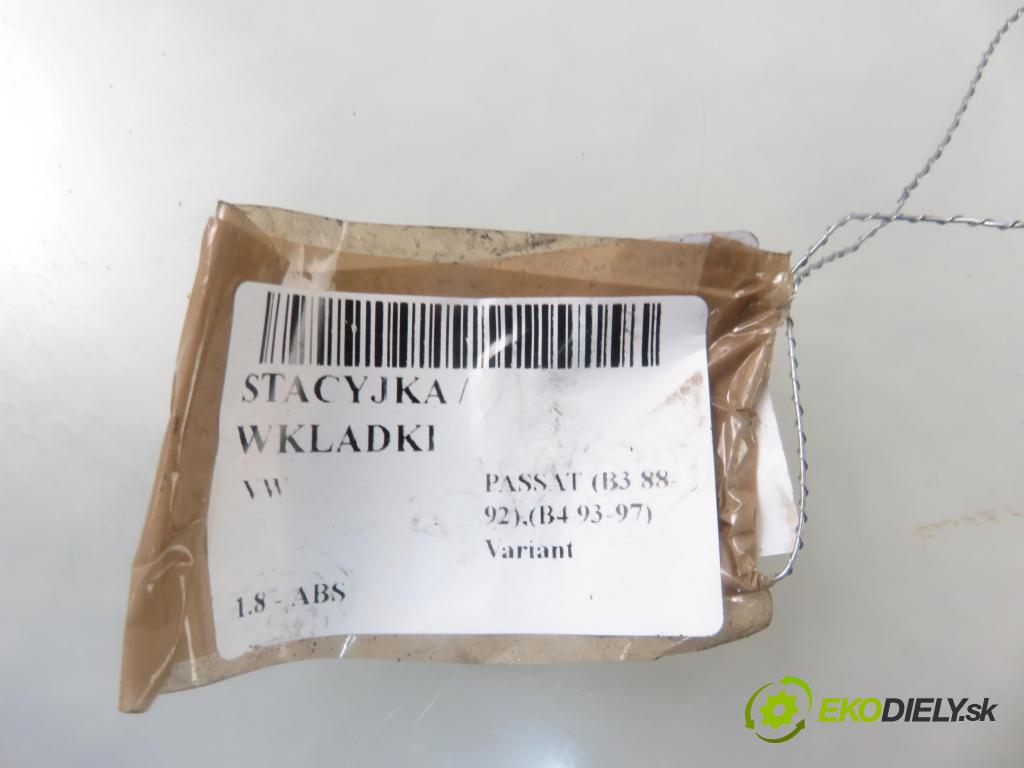 STACYJKA /
WKLADKI
VW
PASSAT (B3 88-
92),(B4 93-97)
Variant
1.8 - ABS
EKODIELY.sk